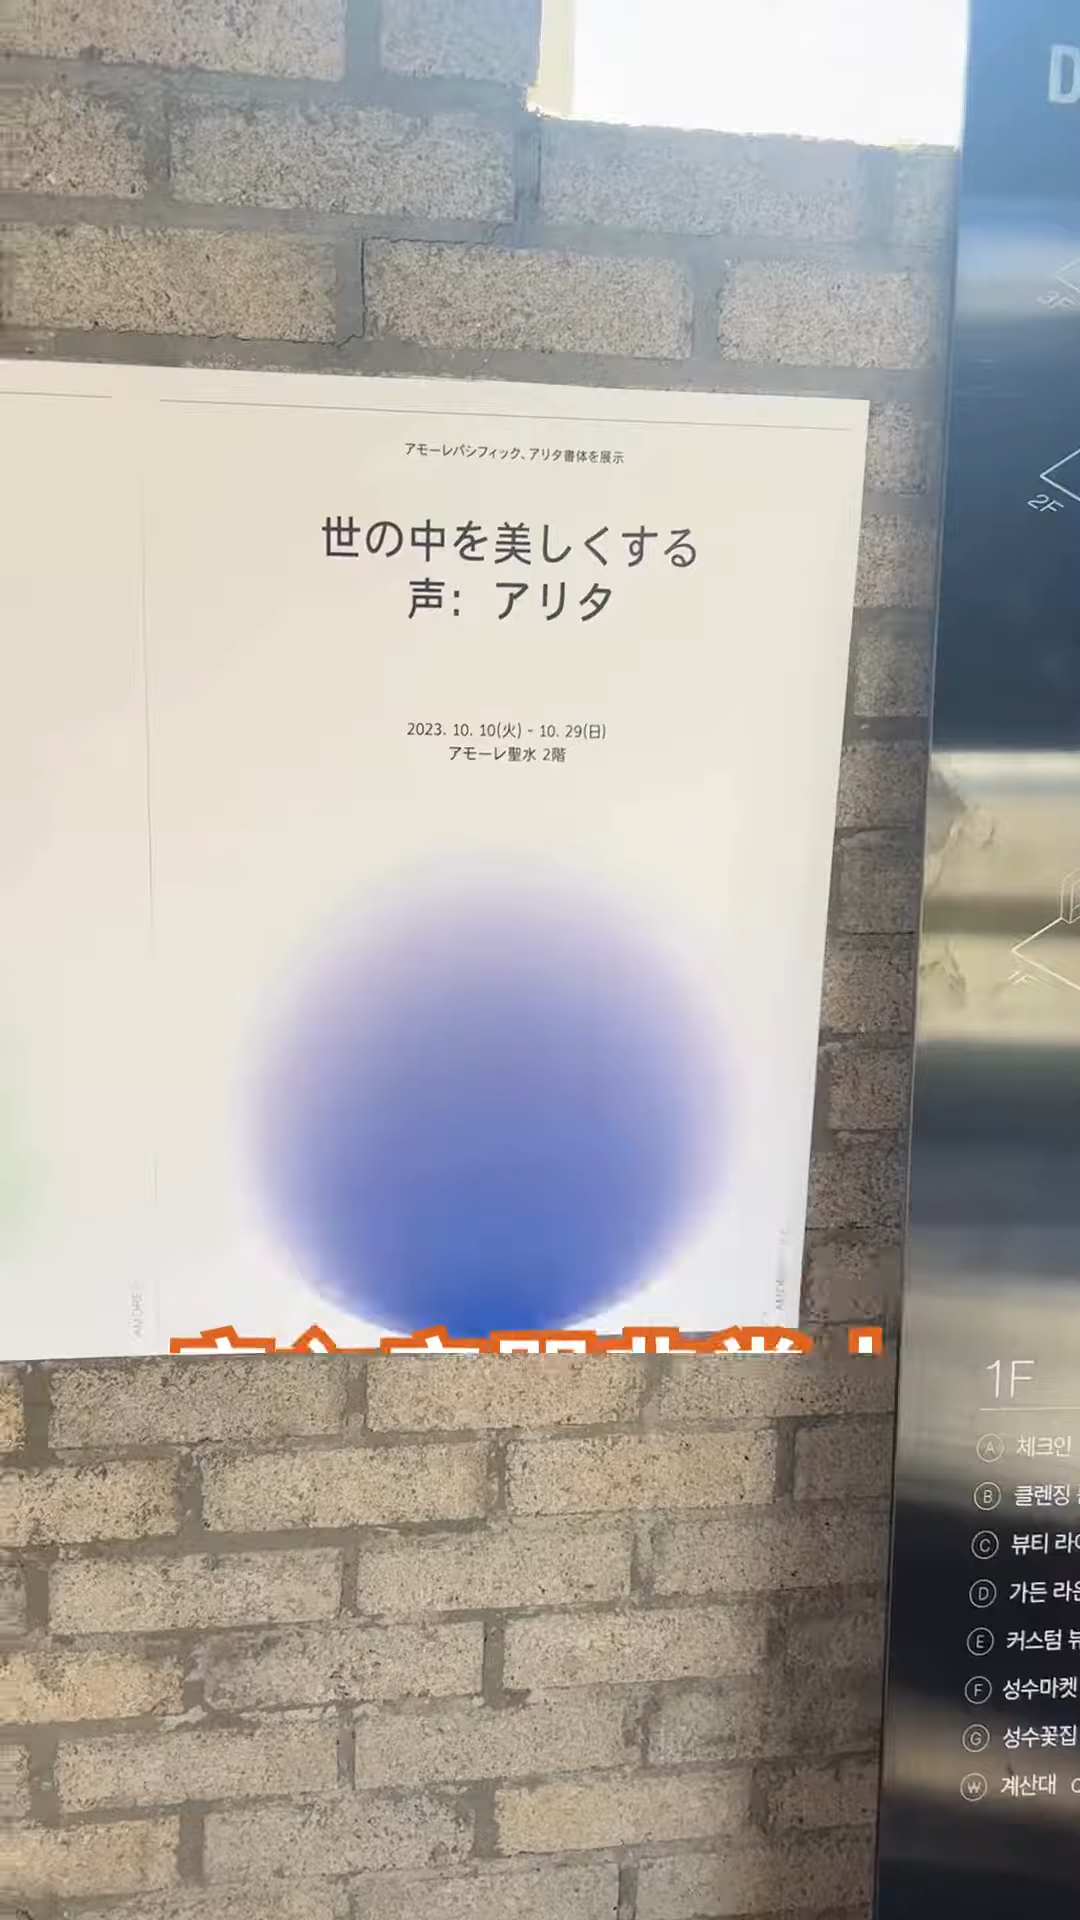 アモーレパシフィック、アリタ書体を展示
世の中を美しくする
声: アリタ
2023. 10. 10(火) - 10. 29(日)
アモーレ聖水 2階
AMORE
D
3F
2F
1F
Ⓐ 체크인
Ⓑ 클렌징
Ⓒ 뷰티
Ⓓ 가든
Ⓔ 커스텀
Ⓕ 성수마켓
Ⓖ 성수꽃집
Ⓦ 계산대